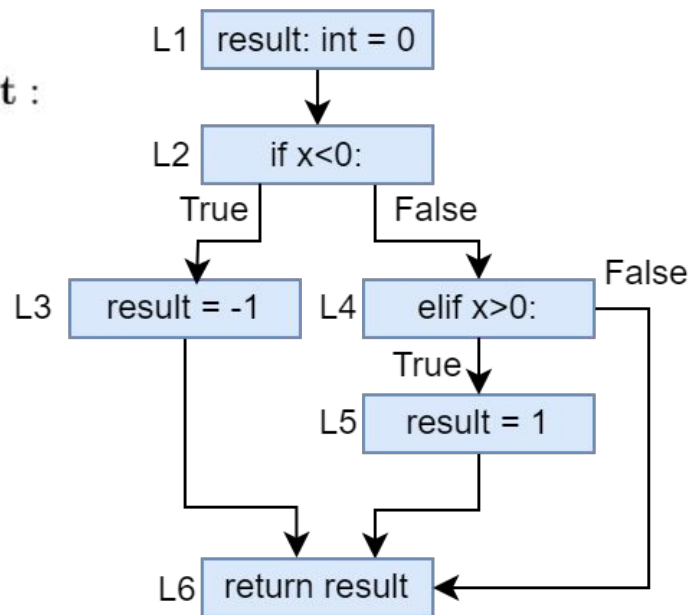 L1 result: int = 0
t :
L2 if x<0:
True False
False
L3 result = -1 L4 elif x>0:
True
L5 result = 1
L6 return result